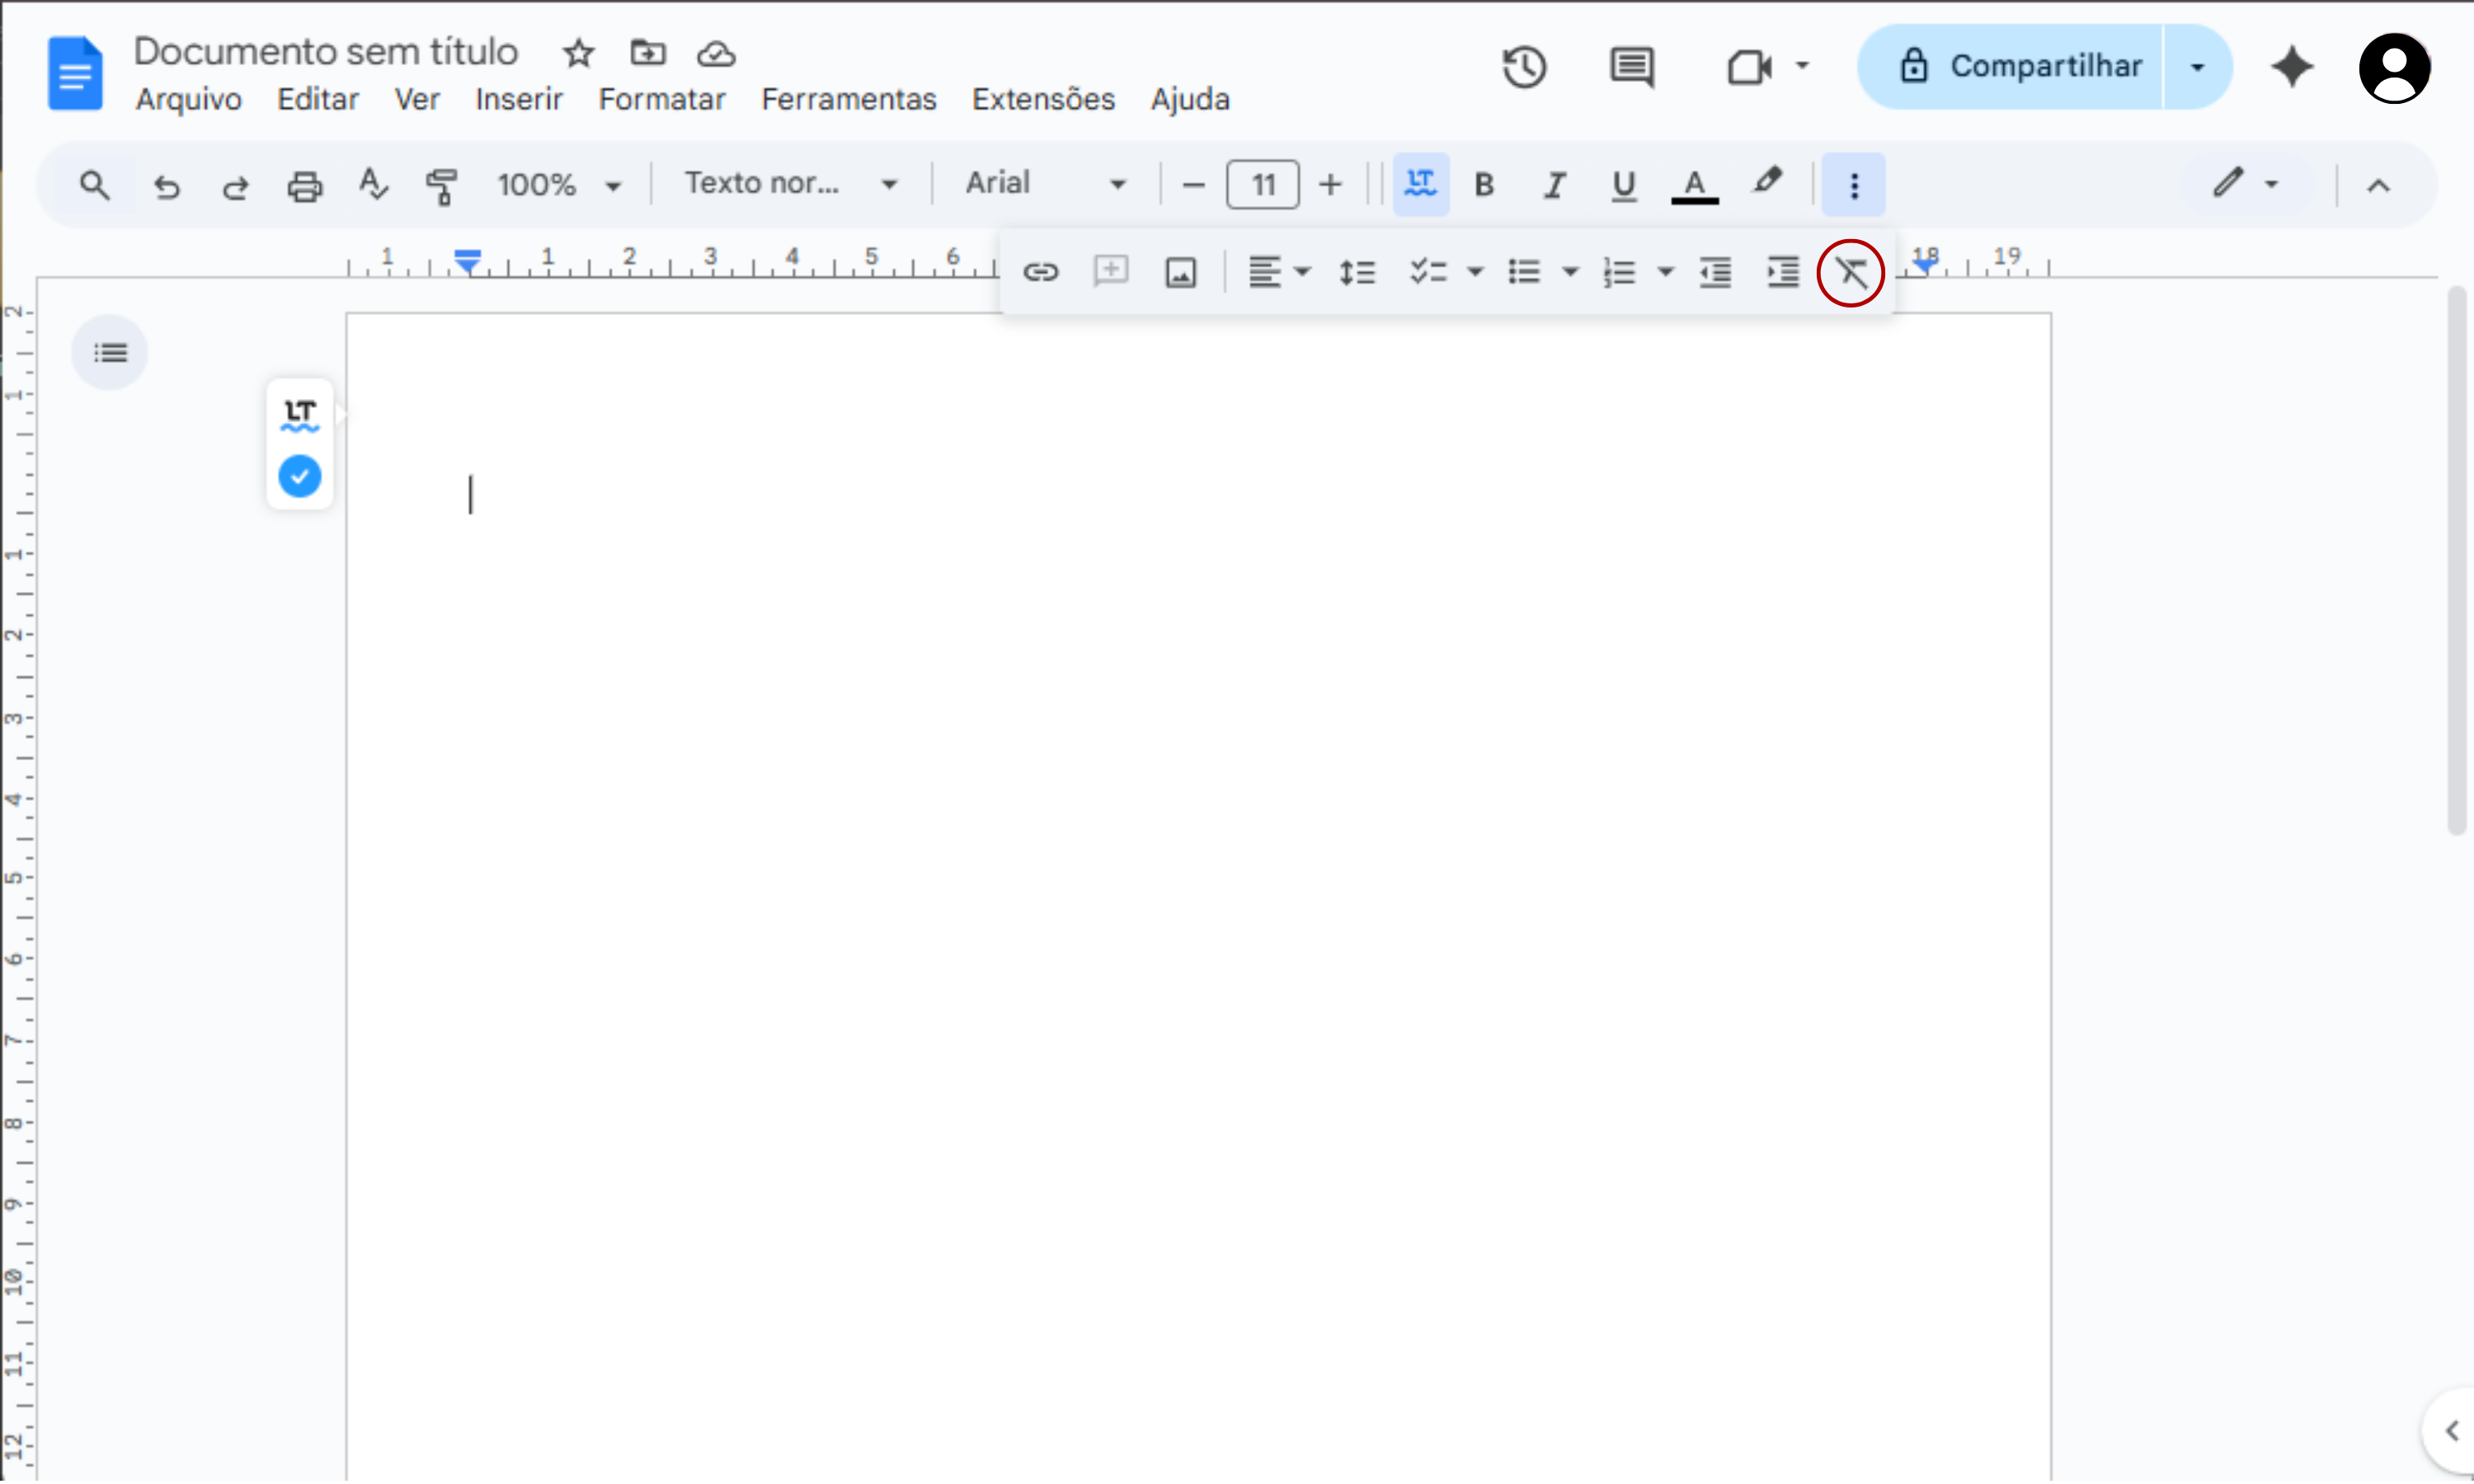 Documento sem título
Arquivo Editar Ver Inserir Formatar Ferramentas Extensões Ajuda
Compartilhar
100% Texto nor... Arial 11 LT B I U A
1 1 2 3 4 5 6 18 19
LT
2
1
1
2
3
4
5
6
7
8
9
10
11
12